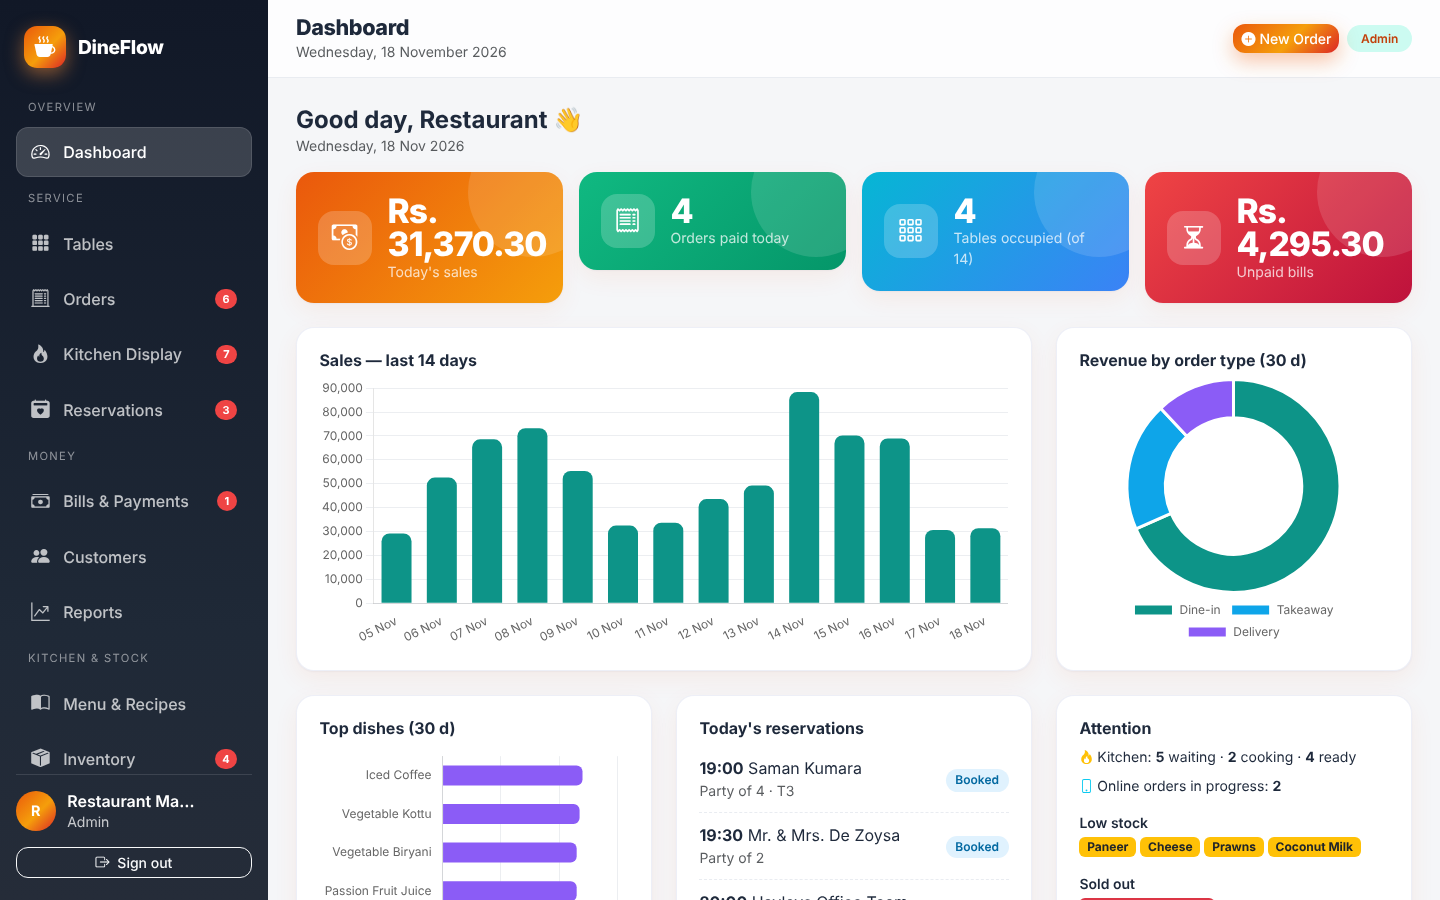 DineFlow
OVERVIEW
Dashboard
SERVICE
Tables
Orders 6
Kitchen Display 7
Reservations 3
MONEY
Bills & Payments 1
Customers
Reports
KITCHEN & STOCK
Menu & Recipes
Inventory 4
R
Restaurant Ma...
Admin
Sign out
Dashboard
Wednesday, 18 November 2026
New Order
Admin
Good day, Restaurant 👋
Wednesday, 18 Nov 2026
Rs.
31,370.30
Today's sales
4
Orders paid today
4
Tables occupied (of
14)
Rs.
4,295.30
Unpaid bills
Sales — last 14 days
90,000
80,000
70,000
60,000
50,000
40,000
30,000
20,000
10,000
0
05 Nov 06 Nov 07 Nov 08 Nov 09 Nov 10 Nov 11 Nov 12 Nov 13 Nov 14 Nov 15 Nov 16 Nov 17 Nov 18 Nov
Revenue by order type (30 d)
Dine-in Takeaway
Delivery
Top dishes (30 d)
Iced Coffee
Vegetable Kottu
Vegetable Biryani
Passion Fruit Juice
Today's reservations
19:00 Saman Kumara
Party of 4 · T3
Booked
19:30 Mr. & Mrs. De Zoysa
Party of 2
Booked
Attention
Kitchen: 5 waiting · 2 cooking · 4 ready
Online orders in progress: 2
Low stock
Paneer Cheese Prawns Coconut Milk
Sold out